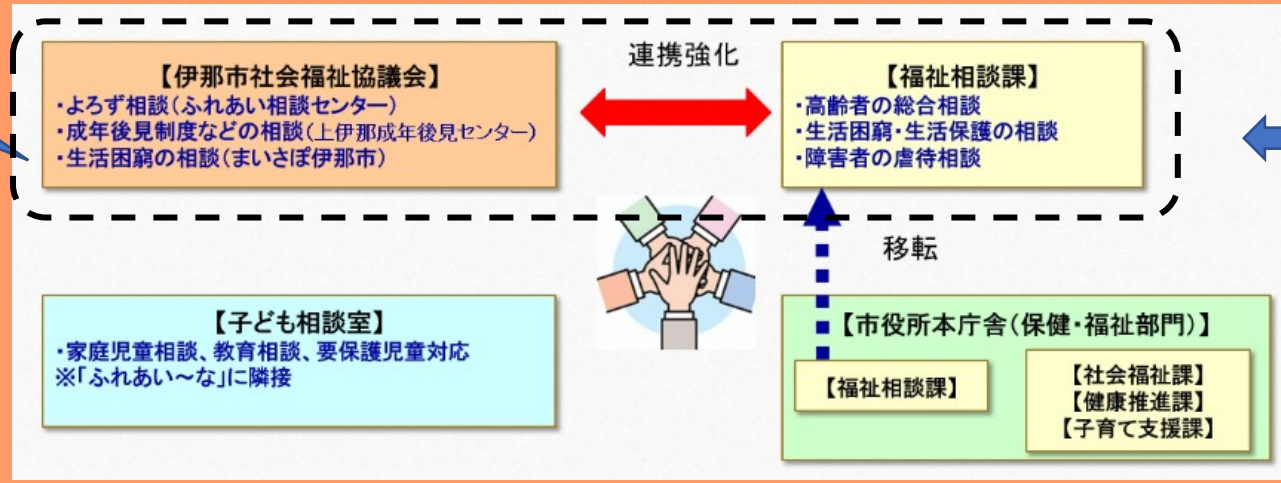 【伊那市社会福祉協議会】
・よろず相談(ふれあい相談センター)
・成年後見制度などの相談(上伊那成年後見センター)
・生活困窮の相談(まいさぽ伊那市)
連携強化
【福祉相談課】
・高齢者の総合相談
・生活困窮・生活保護の相談
・障害者の虐待相談
移転
【子ども相談室】
・家庭児童相談、教育相談、要保護児童対応
※「ふれあい~な」に隣接
【市役所本庁舎(保健・福祉部門)】
【福祉相談課】
【社会福祉課】
【健康推進課】
【子育て支援課】